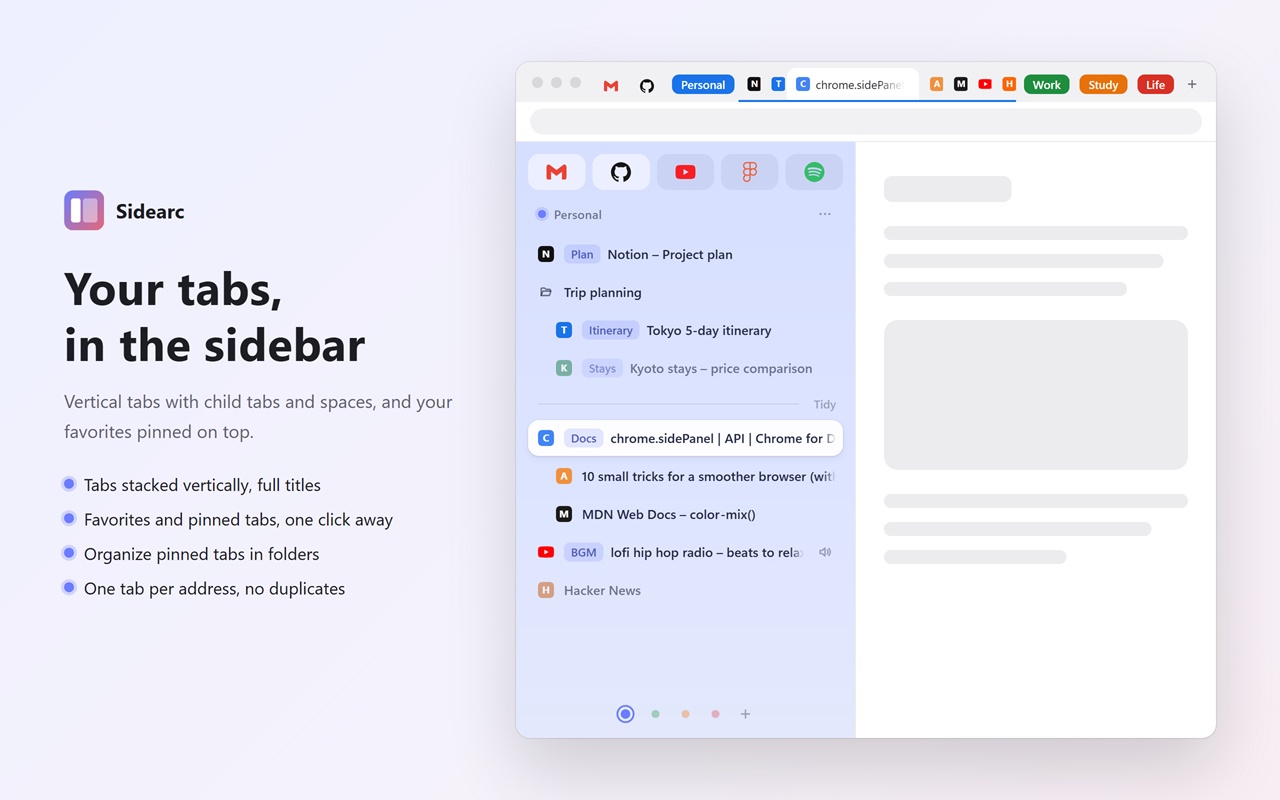 Sidearc
Your tabs,
in the sidebar
Vertical tabs with child tabs and spaces, and your
favorites pinned on top.
Tabs stacked vertically, full titles
Favorites and pinned tabs, one click away
Organize pinned tabs in folders
One tab per address, no duplicates
Personal N T C chrome.sidePane A M H Work Study Life +
Personal ...
N Plan Notion – Project plan
Trip planning
T Itinerary Tokyo 5-day itinerary
K Stays Kyoto stays – price comparison
Tidy
C Docs chrome.sidePanel | API | Chrome for D
A 10 small tricks for a smoother browser (with
M MDN Web Docs – color-mix()
BGM lofi hip hop radio – beats to rela
H Hacker News
+